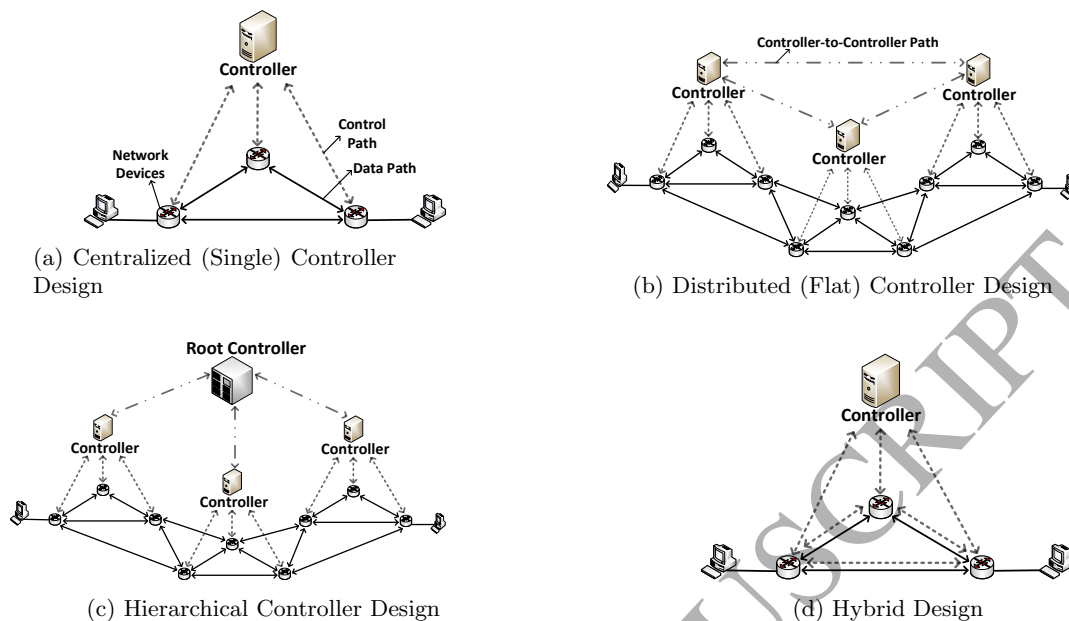 Controller
Control
Path
Network
Devices
Data Path
(a) Centralized (Single) Controller
Design
Controller-to-Controller Path
Controller
Controller
Controller
(b) Distributed (Flat) Controller Design
Root Controller
Controller
Controller
Controller
(c) Hierarchical Controller Design
Controller
(d) Hybrid Design
USCRIPT